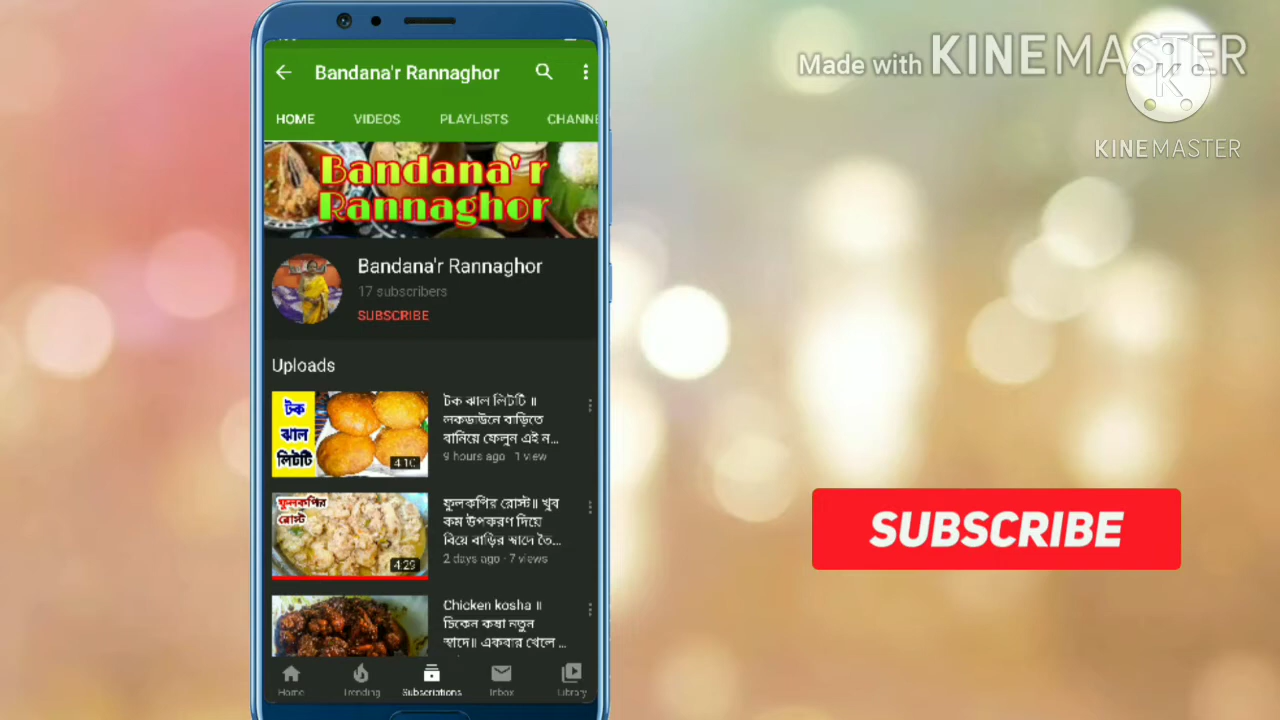 Made with KINEMASTER
KINEMASTER
Bandana'r Rannaghor
HOME VIDEOS PLAYLISTS CHANNE
Bandana'r
Rannaghor
Bandana'r Rannaghor
17 subscribers
SUBSCRIBE
Uploads
টক
ঝাল
লিটটি
4:10
টক ঝাল লিটটি ॥
লকডাউনে বাড়িতে
বানিয়ে ফেলুন এই ন...
9 hours ago · 1 view
ফুলকপির
রোস্ট
4:29
ফুলকপির রোস্ট॥ খুব
কম উপকরণ দিয়ে
বিয়ে বাড়ির স্বাদে তৈ...
2 days ago · 7 views
Chicken kosha ॥
চিকেন কষা নতুন
স্বাদে॥ একবার খেলে ...
Home Trending Subscriptions Inbox Library
SUBSCRIBE